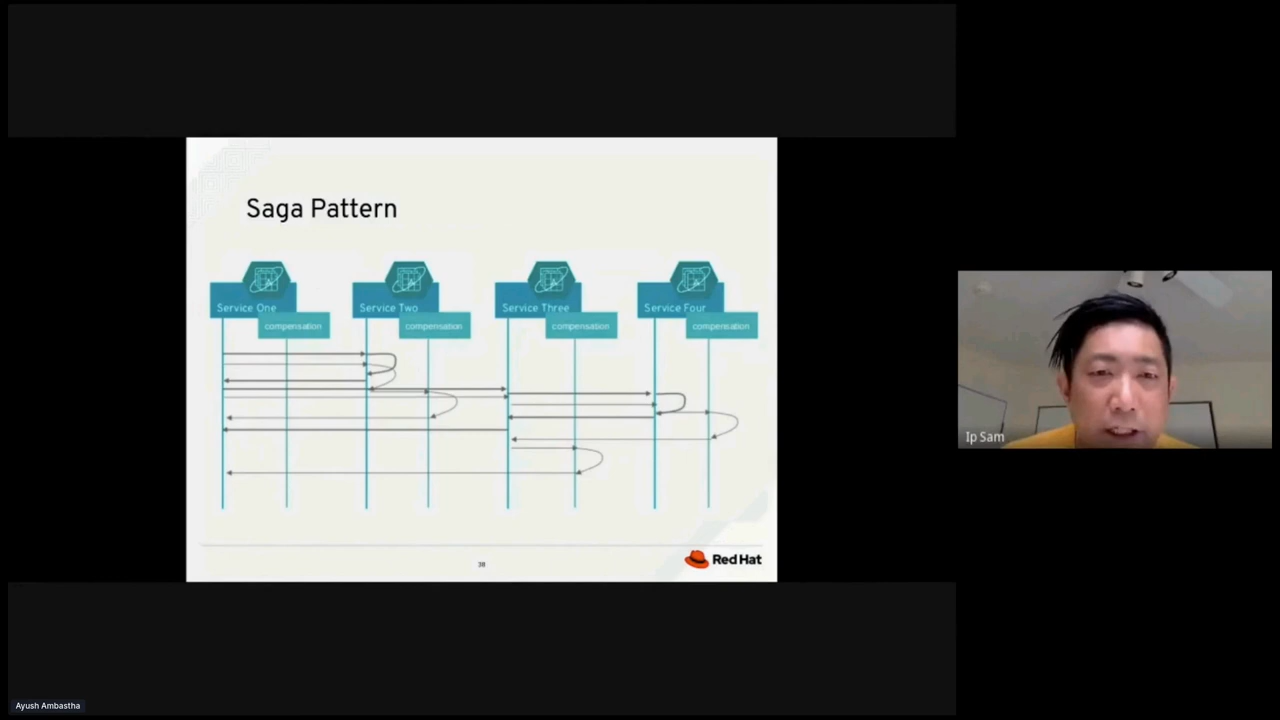 Saga Pattern
Service One
compensation
Service Two
compensation
Service Three
compensation
Service Four
compensation
38
Red Hat
Ip Sam
Ayush Ambastha